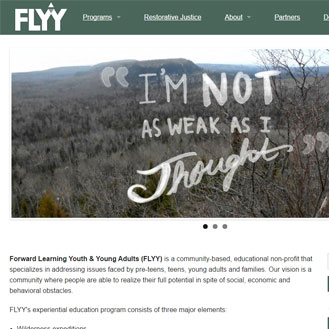 FLYY
Programs
Restorative Justice
About
Partners
"I'M NOT
AS WEAK AS I
Thought"
Forward Learning Youth & Young Adults (FLYY) is a community-based, educational non-profit that
specializes in addressing issues faced by pre-teens, teens, young adults and families. Our vision is a
community where people are able to realize their full potential in spite of social, economic and
behavioral obstacles.
FLYY's experiential education program consists of three major elements:
Wilderness expeditions